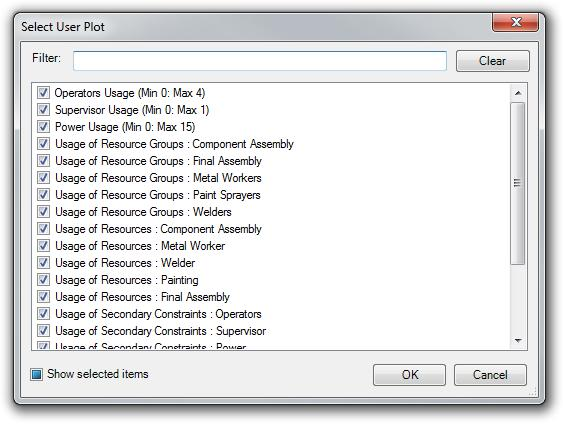 Select User Plot
Filter:
Clear
Operators Usage (Min 0: Max 4)
Supervisor Usage (Min 0: Max 1)
Power Usage (Min 0: Max 15)
Usage of Resource Groups : Component Assembly
Usage of Resource Groups : Final Assembly
Usage of Resource Groups : Metal Workers
Usage of Resource Groups : Paint Sprayers
Usage of Resource Groups : Welders
Usage of Resources : Component Assembly
Usage of Resources : Metal Worker
Usage of Resources : Welder
Usage of Resources : Painting
Usage of Resources : Final Assembly
Usage of Secondary Constraints : Operators
Usage of Secondary Constraints : Supervisor
Usage of Secondary Constraints : Power
Show selected items
OK
Cancel